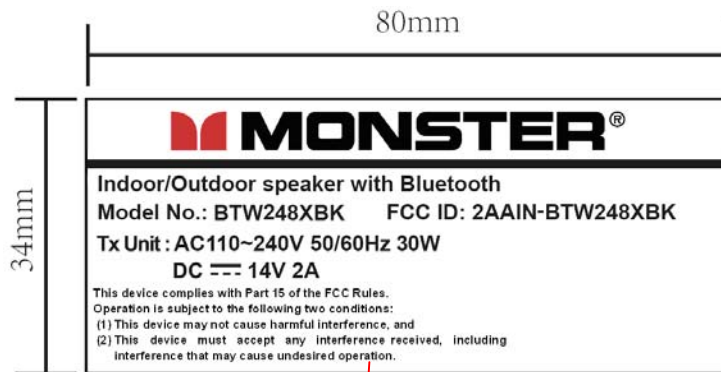 80mm
34mm
MONSTER®
Indoor/Outdoor speaker with Bluetooth
Model No.: BTW248XBK FCC ID: 2AAIN-BTW248XBK
Tx Unit : AC110~240V 50/60Hz 30W
DC ⎓ 14V 2A
This device complies with Part 15 of the FCC Rules.
Operation is subject to the following two conditions:
(1) This device may not cause harmful interference, and
(2) This device must accept any interference received, including
interference that may cause undesired operation.